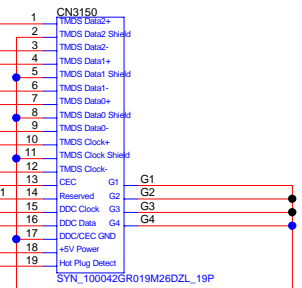 CN3150
1 TMDS Data2+
2 TMDS Data2 Shield
3 TMDS Data2-
4 TMDS Data1+
5 TMDS Data1 Shield
6 TMDS Data1-
7 TMDS Data0+
8 TMDS Data0 Shield
9 TMDS Data0-
10 TMDS Clock+
11 TMDS Clock Shield
12 TMDS Clock-
13 CEC G1 G1
1 14 Reserved G2 G2
15 DDC Clock G3 G3
16 DDC Data G4 G4
17 DDC/CEC GND
18 +5V Power
19 Hot Plug Detect
SYN_100042GR019M26DZL_19P